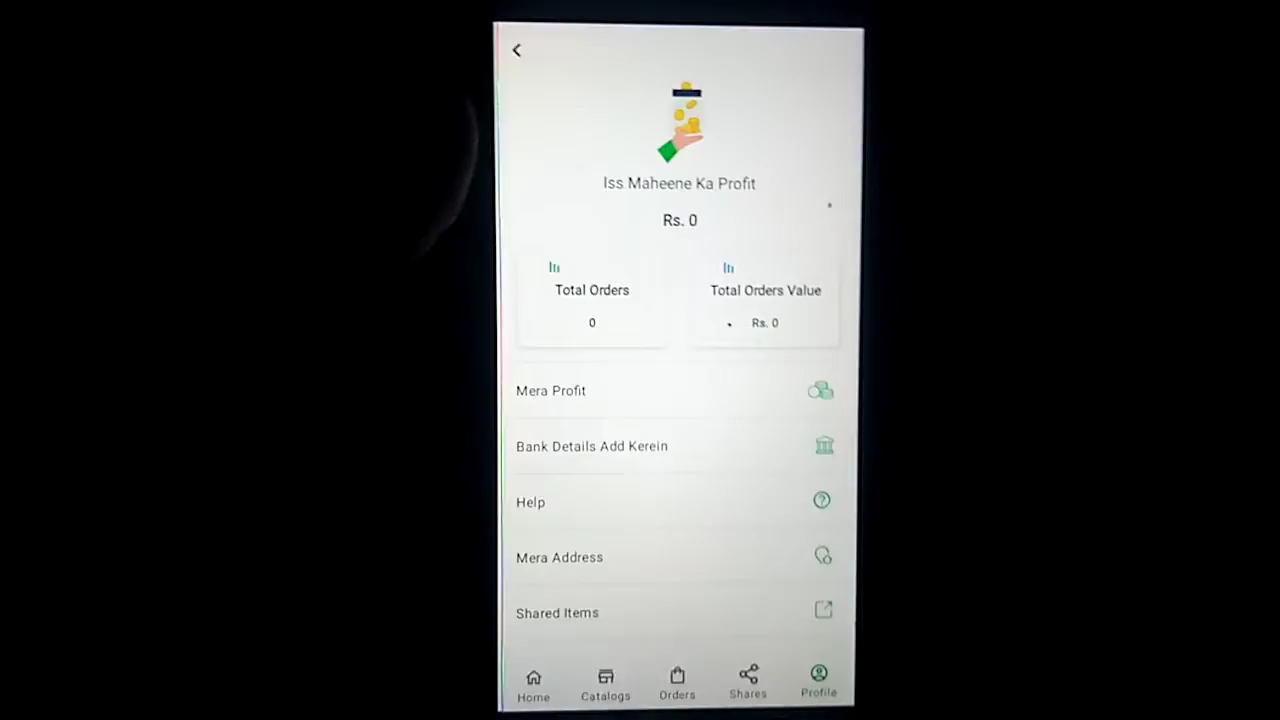 Iss Maheene Ka Profit
Rs. 0
Total Orders
0
Total Orders Value
Rs. 0
Mera Profit
Bank Details Add Kerein
Help
Mera Address
Shared Items
Home
Catalogs
Orders
Shares
Profile